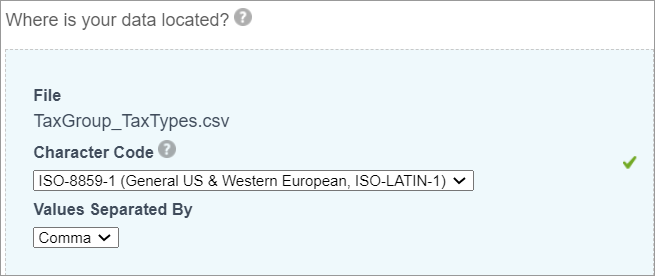 Where is your data located? ?
File
TaxGroup_TaxTypes.csv
Character Code ?
ISO-8859-1 (General US & Western European, ISO-LATIN-1)
Values Separated By
Comma